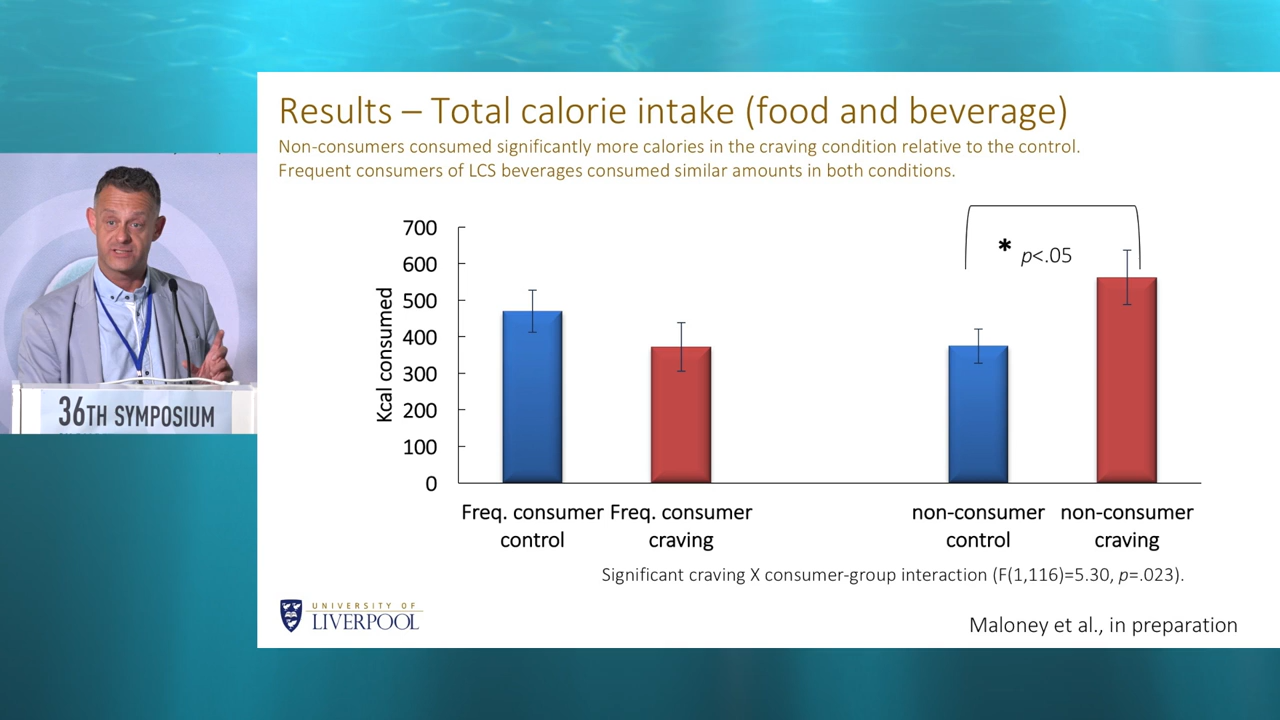 Results – Total calorie intake (food and beverage)
Non-consumers consumed significantly more calories in the craving condition relative to the control.
Frequent consumers of LCS beverages consumed similar amounts in both conditions.
700
600
500
400
300
200
100
0
Kcal consumed
* p<.05
Freq. consumer control
Freq. consumer craving
non-consumer control
non-consumer craving
Significant craving X consumer-group interaction (F(1,116)=5.30, p=.023).
UNIVERSITY OF
LIVERPOOL
Maloney et al., in preparation
36TH SYMPOSIUM